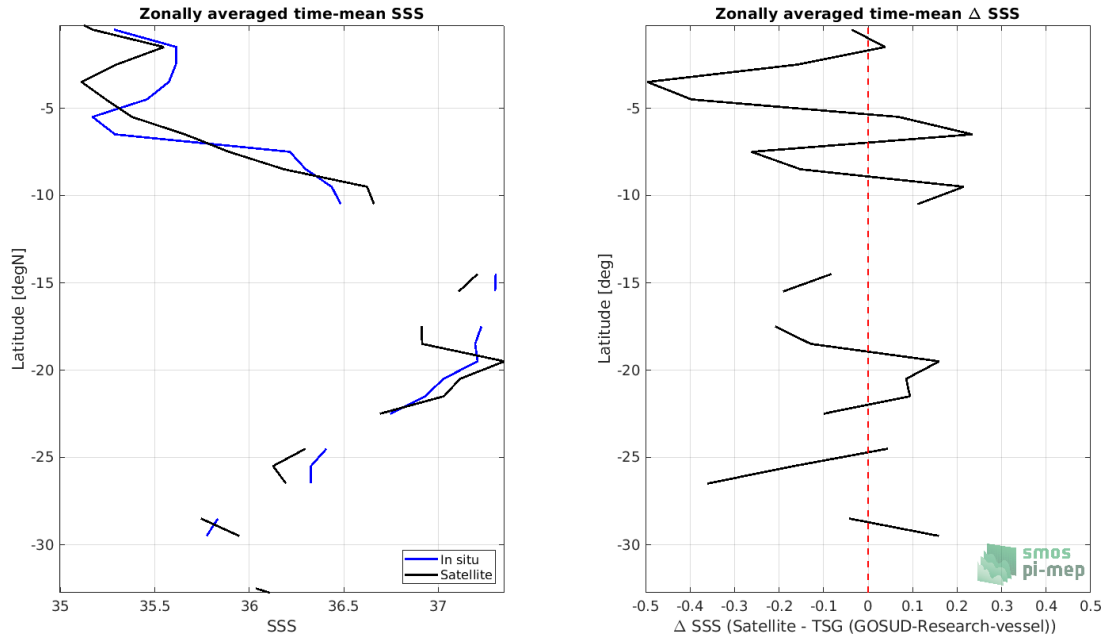 Zonally averaged time-mean SSS
Latitude [degN]
-5
-10
-15
-20
-25
-30
35
35.5
36
36.5
37
SSS
In situ
Satellite
Zonally averaged time-mean Δ SSS
Latitude [deg]
-5
-10
-15
-20
-25
-30
-0.5
-0.4
-0.3
-0.2
-0.1
0
0.1
0.2
0.3
0.4
0.5
Δ SSS (Satellite - TSG (GOSUD-Research-vessel))
smos
pi-mep